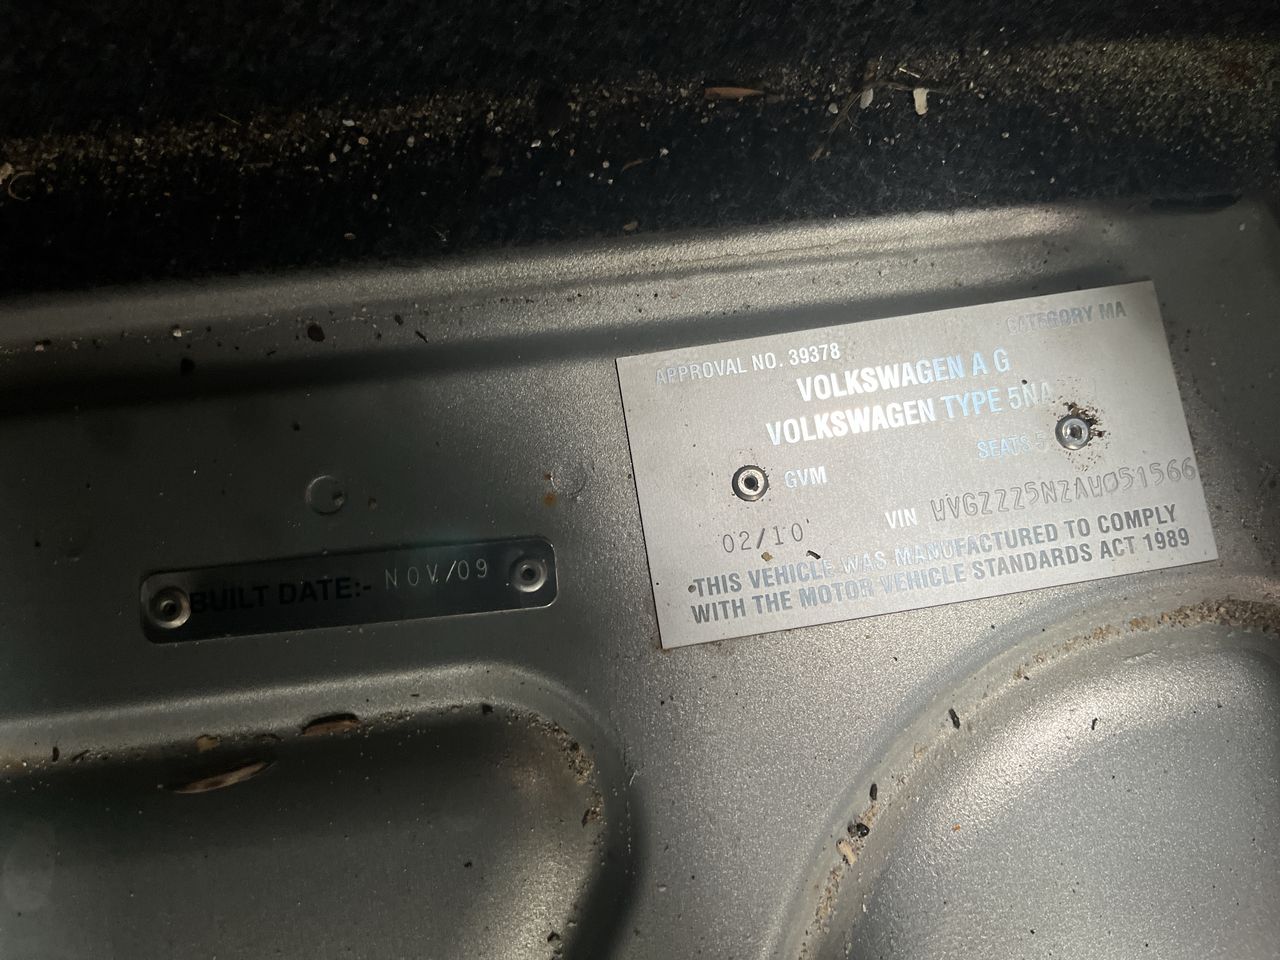 APPROVAL NO. 39378 CATEGORY MA
VOLKSWAGEN A G
VOLKSWAGEN TYPE 5NA
SEATS 5
GVM
VIN WVGZZZ5NZAW051566
02/10
THIS VEHICLE WAS MANUFACTURED TO COMPLY
WITH THE MOTOR VEHICLE STANDARDS ACT 1989
BUILT DATE:- NOV/09